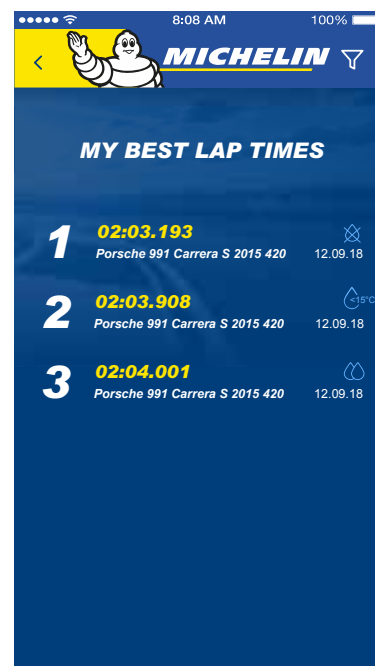 8:08 AM 100%
MICHELIN
MY BEST LAP TIMES
1 02:03.193
Porsche 991 Carrera S 2015 420 12.09.18
2 02:03.908 <15°C
Porsche 991 Carrera S 2015 420 12.09.18
3 02:04.001
Porsche 991 Carrera S 2015 420 12.09.18